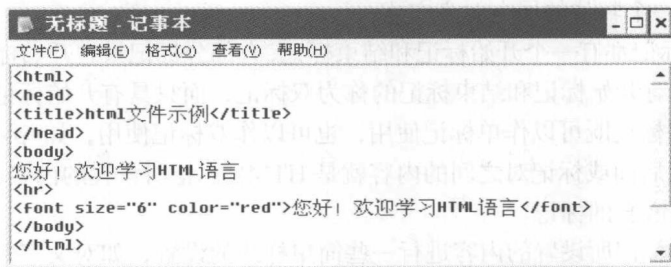 无标题 - 记事本
文件(F) 编辑(E) 格式(O) 查看(V) 帮助(H)
<html>
<head>
<title>html文件示例</title>
</head>
<body>
您好！欢迎学习HTML语言
<hr>
<font size="6" color="red">您好！欢迎学习HTML语言</font>
</body>
</html>